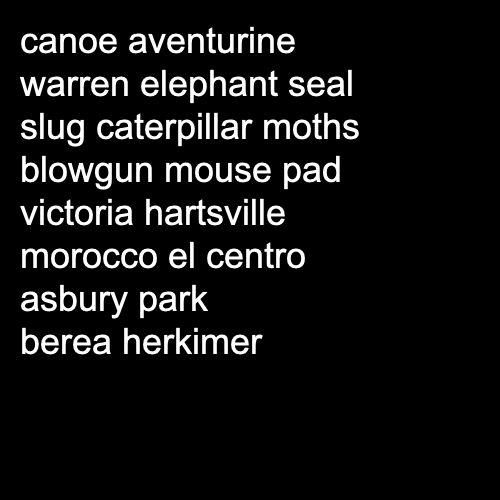 canoe aventurine
warren elephant seal
slug caterpillar moths
blowgun mouse pad
victoria hartsville
morocco el centro
asbury park
berea herkimer